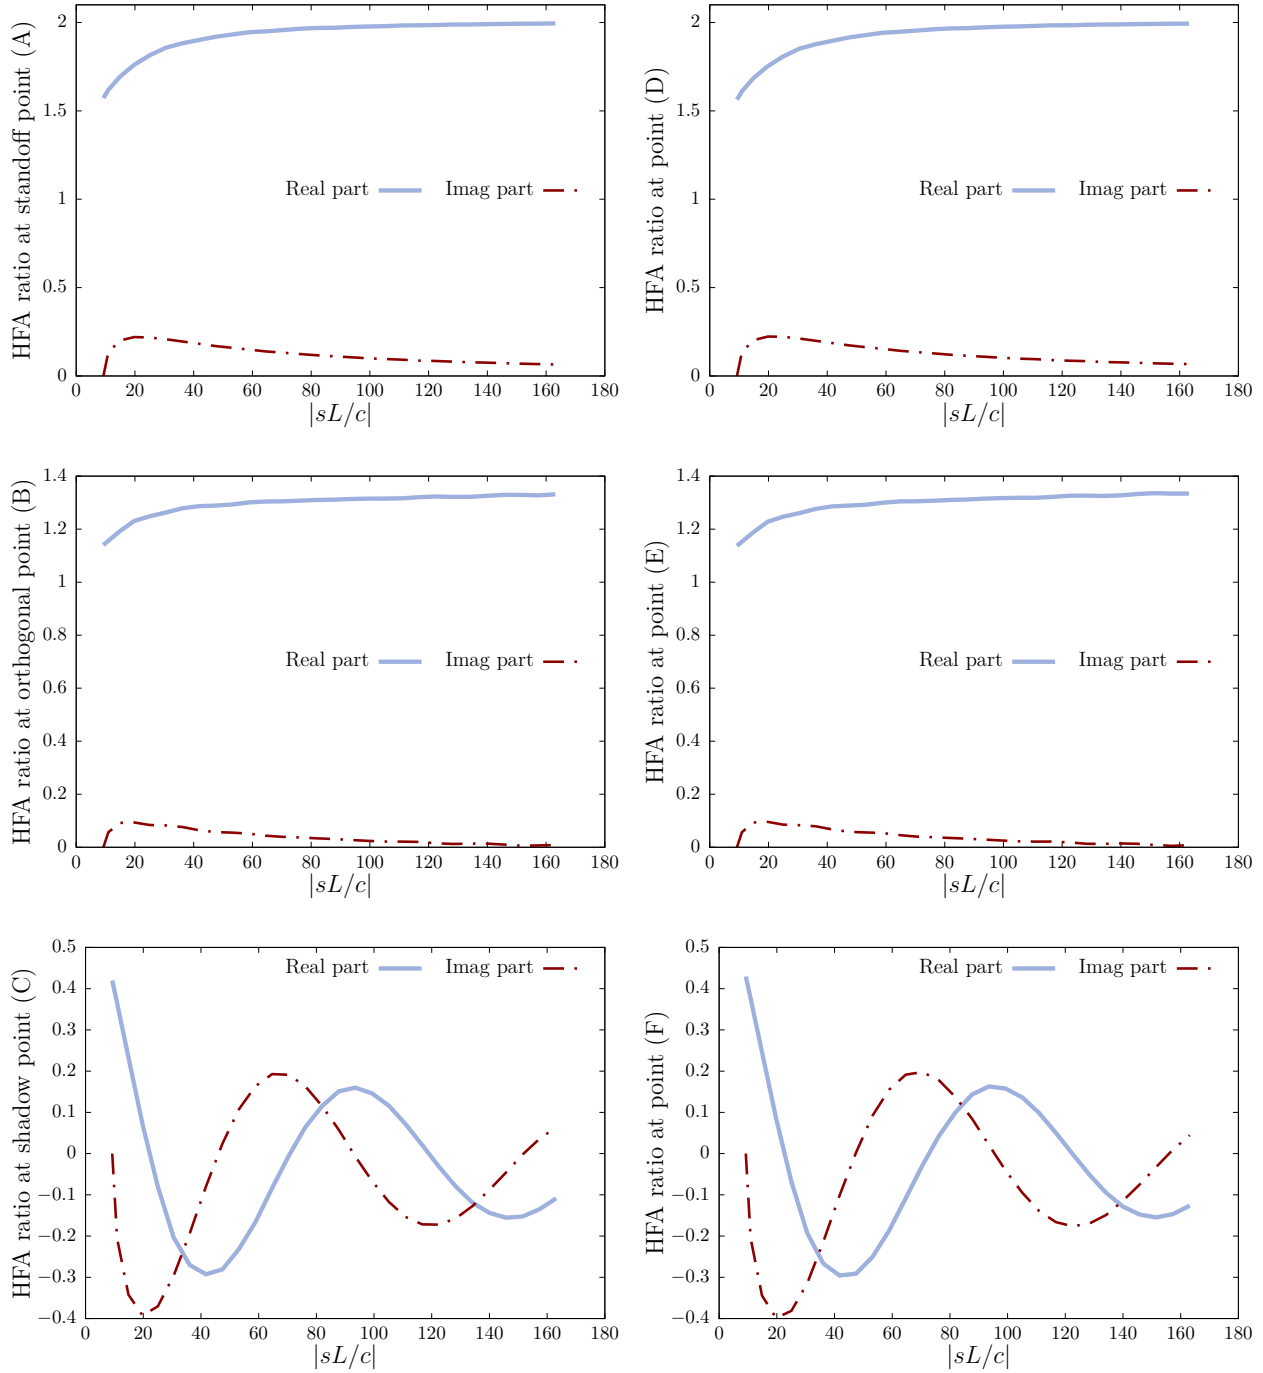 HFA ratio at standoff point (A)
2
1.5
1
0.5
0
Real part
Imag part
0 20 40 60 80 100 120 140 160 180
|sL/c|
HFA ratio at point (D)
2
1.5
1
0.5
0
Real part
Imag part
0 20 40 60 80 100 120 140 160 180
|sL/c|
HFA ratio at orthogonal point (B)
1.4
1.2
1
0.8
0.6
0.4
0.2
0
Real part
Imag part
0 20 40 60 80 100 120 140 160 180
|sL/c|
HFA ratio at point (E)
1.4
1.2
1
0.8
0.6
0.4
0.2
0
Real part
Imag part
0 20 40 60 80 100 120 140 160 180
|sL/c|
HFA ratio at shadow point (C)
0.5
0.4
0.3
0.2
0.1
0
−0.1
−0.2
−0.3
−0.4
Real part
Imag part
0 20 40 60 80 100 120 140 160 180
|sL/c|
HFA ratio at point (F)
0.5
0.4
0.3
0.2
0.1
0
−0.1
−0.2
−0.3
−0.4
Real part
Imag part
0 20 40 60 80 100 120 140 160 180
|sL/c|